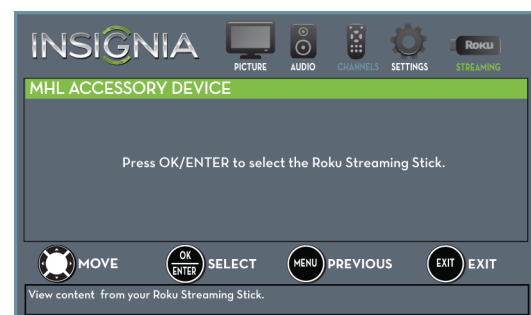 INSIGNIA
PICTURE AUDIO CHANNELS SETTINGS ROKU STREAMING
MHL ACCESSORY DEVICE
Press OK/ENTER to select the Roku Streaming Stick.
MOVE OK ENTER SELECT MENU PREVIOUS EXIT EXIT
View content from your Roku Streaming Stick.